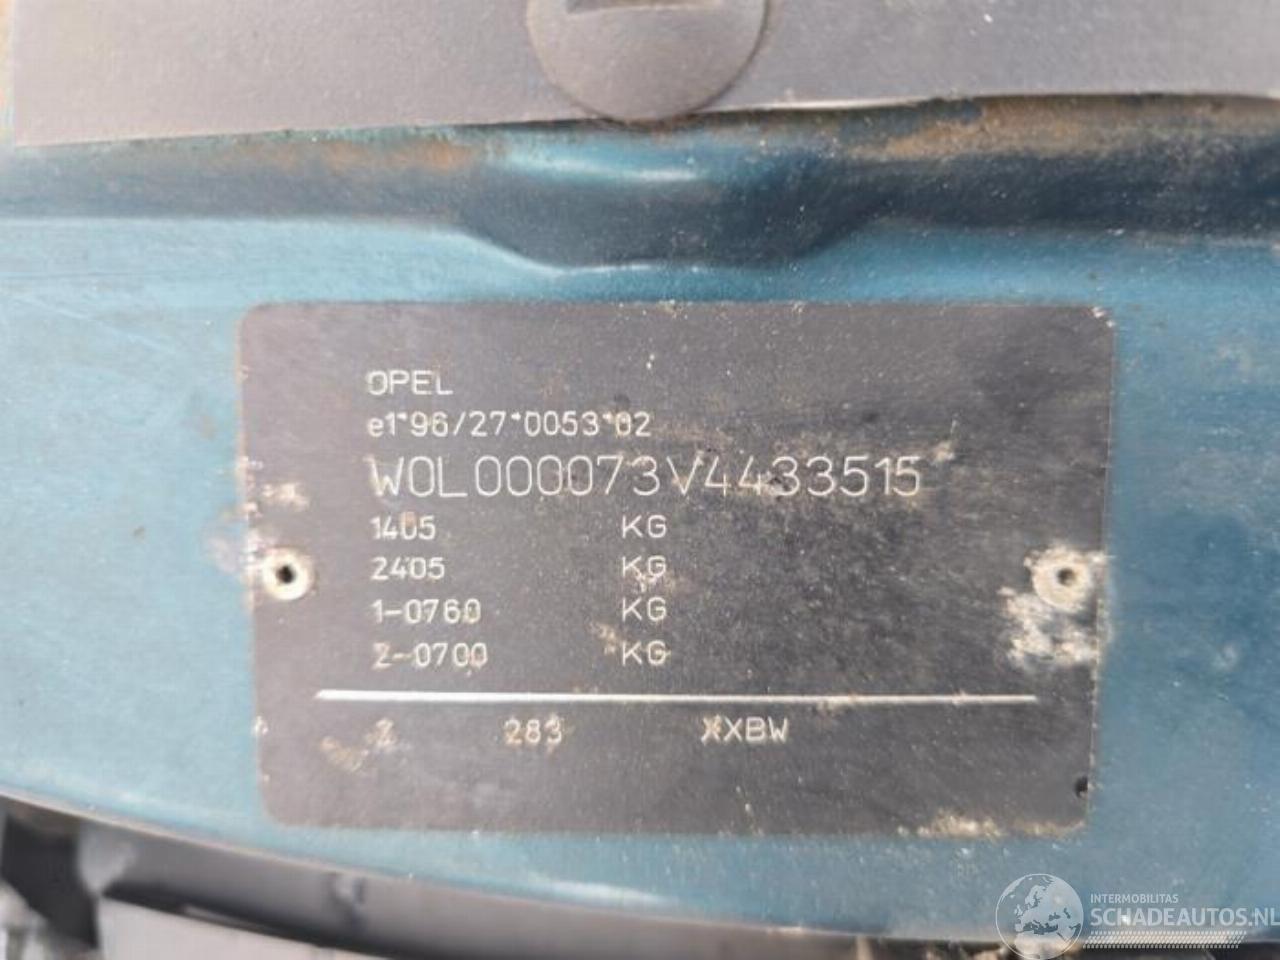 OPEL
e1*96/27*0053*02
W0L000073V4433515
1405 KG
2405 KG
1-0760 KG
2-0700 KG
Z 283 XXBW
INTERMOBILITAS
SCHADEAUTOS.NL